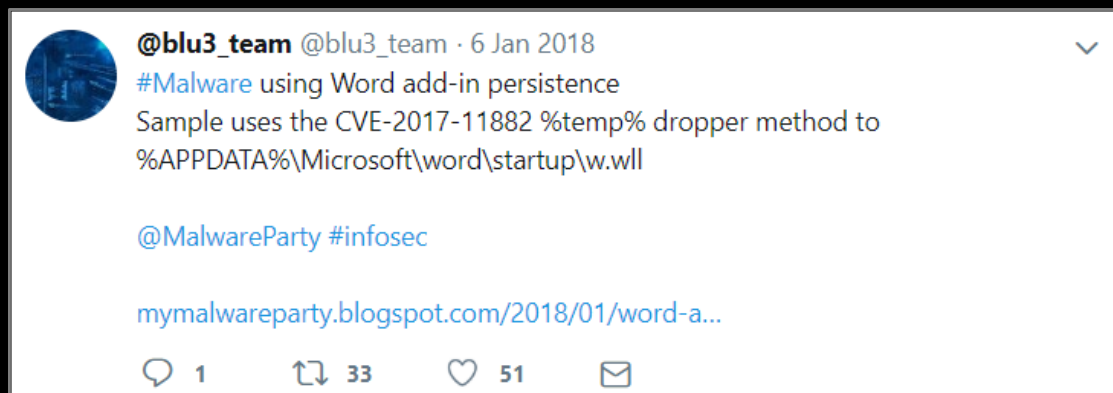 @blu3_team @blu3_team · 6 Jan 2018
#Malware using Word add-in persistence
Sample uses the CVE-2017-11882 %temp% dropper method to
%APPDATA%\Microsoft\word\startup\w.wll
@MalwareParty #infosec
mymalwareparty.blogspot.com/2018/01/word-a...
1 33 51